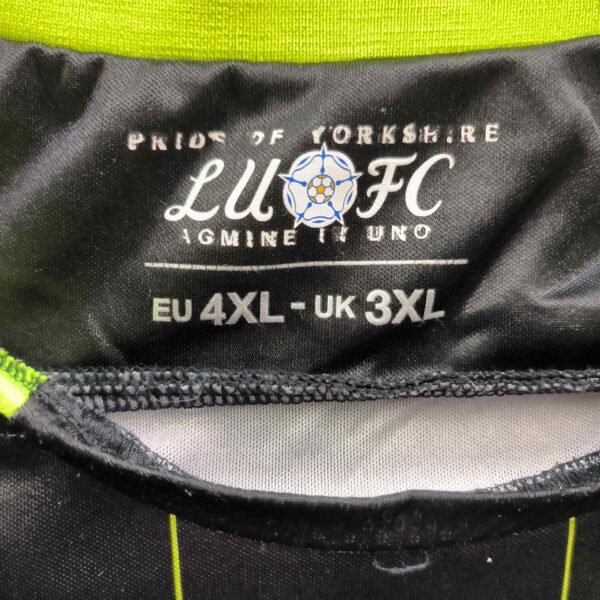 PRIDE OF YORKSHIRE
LU FC
AGMINE IN UNO
EU 4XL - UK 3XL